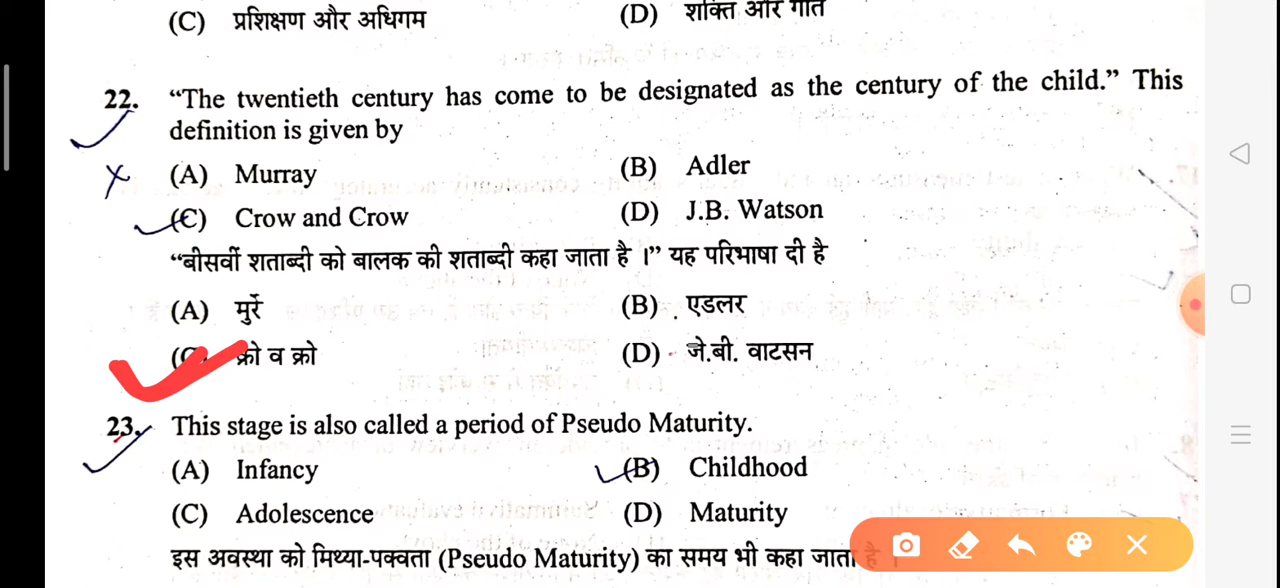 (C) प्रशिक्षण और अधिगम (D) शक्ति और गति
22. “The twentieth century has come to be designated as the century of the child.” This
definition is given by
(A) Murray (B) Adler
(C) Crow and Crow (D) J.B. Watson
“बीसवीं शताब्दी को बालक की शताब्दी कहा जाता है ।” यह परिभाषा दी है
(A) मुर्रे (B) एडलर
(C) क्रो व क्रो (D) जे.बी. वाटसन
23. This stage is also called a period of Pseudo Maturity.
(A) Infancy (B) Childhood
(C) Adolescence (D) Maturity
इस अवस्था को मिथ्या-पक्वता (Pseudo Maturity) का समय भी कहा जाता है ।